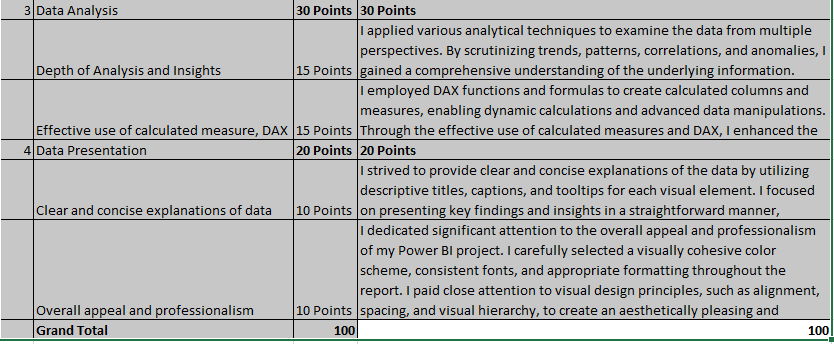 3 Data Analysis 30 Points 30 Points
I applied various analytical techniques to examine the data from multiple
perspectives. By scrutinizing trends, patterns, correlations, and anomalies, I
Depth of Analysis and Insights 15 Points gained a comprehensive understanding of the underlying information.
I employed DAX functions and formulas to create calculated columns and
measures, enabling dynamic calculations and advanced data manipulations.
Effective use of calculated measure, DAX 15 Points Through the effective use of calculated measures and DAX, I enhanced the
4 Data Presentation 20 Points 20 Points
I strived to provide clear and concise explanations of the data by utilizing
descriptive titles, captions, and tooltips for each visual element. I focused
Clear and concise explanations of data 10 Points on presenting key findings and insights in a straightforward manner,
I dedicated significant attention to the overall appeal and professionalism
of my Power BI project. I carefully selected a visually cohesive color
scheme, consistent fonts, and appropriate formatting throughout the
report. I paid close attention to visual design principles, such as alignment,
Overall appeal and professionalism 10 Points spacing, and visual hierarchy, to create an aesthetically pleasing and
Grand Total 100 100